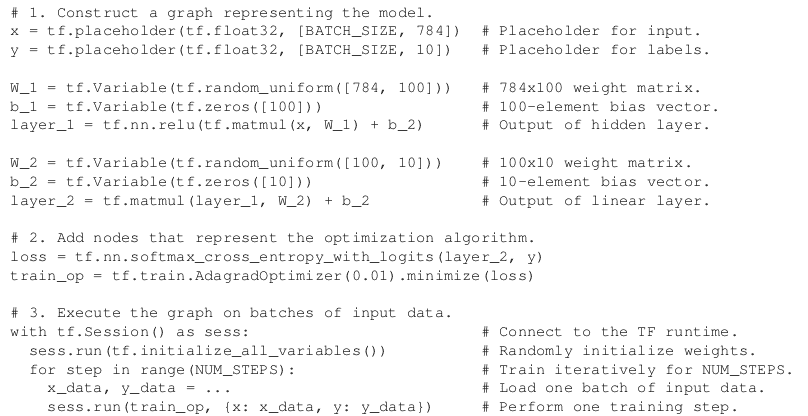 # 1. Construct a graph representing the model.
x = tf.placeholder(tf.float32, [BATCH_SIZE, 784])  # Placeholder for input.
y = tf.placeholder(tf.float32, [BATCH_SIZE, 10])   # Placeholder for labels.

W_1 = tf.Variable(tf.random_uniform([784, 100]))   # 784x100 weight matrix.
b_1 = tf.Variable(tf.zeros([100]))                 # 100-element bias vector.
layer_1 = tf.nn.relu(tf.matmul(x, W_1) + b_2)      # Output of hidden layer.

W_2 = tf.Variable(tf.random_uniform([100, 10]))    # 100x10 weight matrix.
b_2 = tf.Variable(tf.zeros([10]))                  # 10-element bias vector.
layer_2 = tf.matmul(layer_1, W_2) + b_2            # Output of linear layer.

# 2. Add nodes that represent the optimization algorithm.
loss = tf.nn.softmax_cross_entropy_with_logits(layer_2, y)
train_op = tf.train.AdagradOptimizer(0.01).minimize(loss)

# 3. Execute the graph on batches of input data.
with tf.Session() as sess:                         # Connect to the TF runtime.
  sess.run(tf.initialize_all_variables())          # Randomly initialize weights.
  for step in range(NUM_STEPS):                    # Train iteratively for NUM_STEPS.
    x_data, y_data = ...                           # Load one batch of input data.
    sess.run(train_op, {x: x_data, y: y_data})     # Perform one training step.